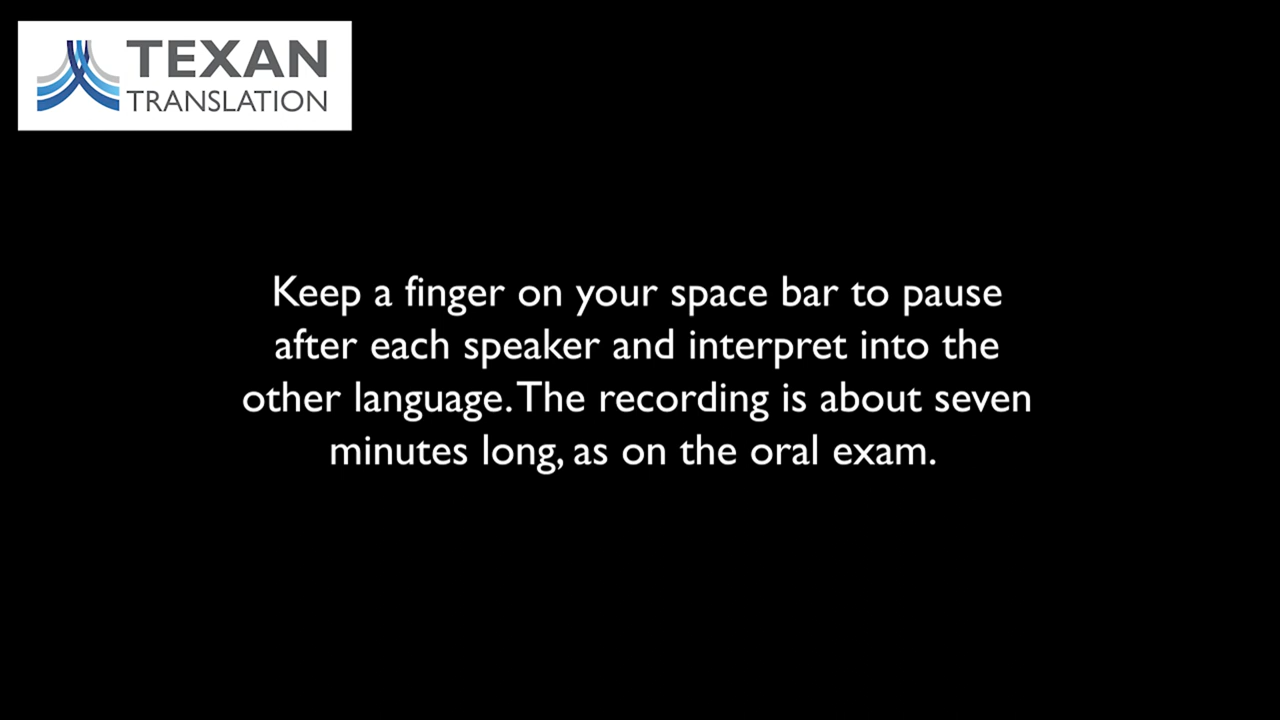 TEXAN
TRANSLATION
Keep a finger on your space bar to pause
after each speaker and interpret into the
other language. The recording is about seven
minutes long, as on the oral exam.